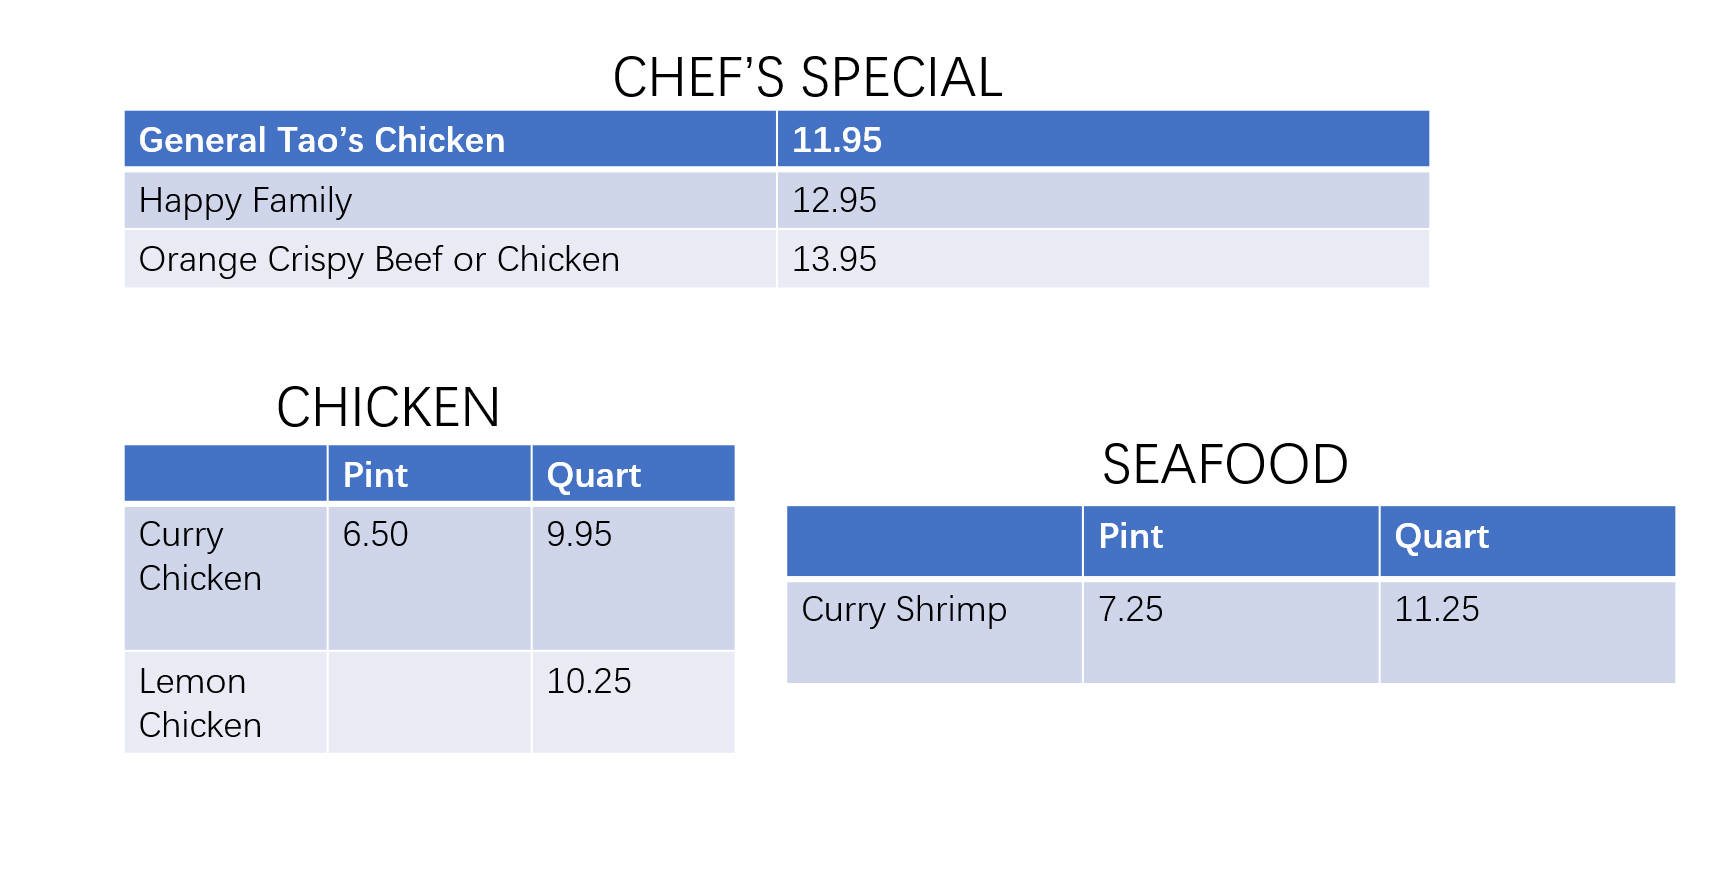 CHEF’S SPECIAL
General Tao’s Chicken 11.95
Happy Family 12.95
Orange Crispy Beef or Chicken 13.95
CHICKEN
Pint Quart
Curry 6.50 9.95
Chicken
Lemon 10.25
Chicken
SEAFOOD
Pint Quart
Curry Shrimp 7.25 11.25